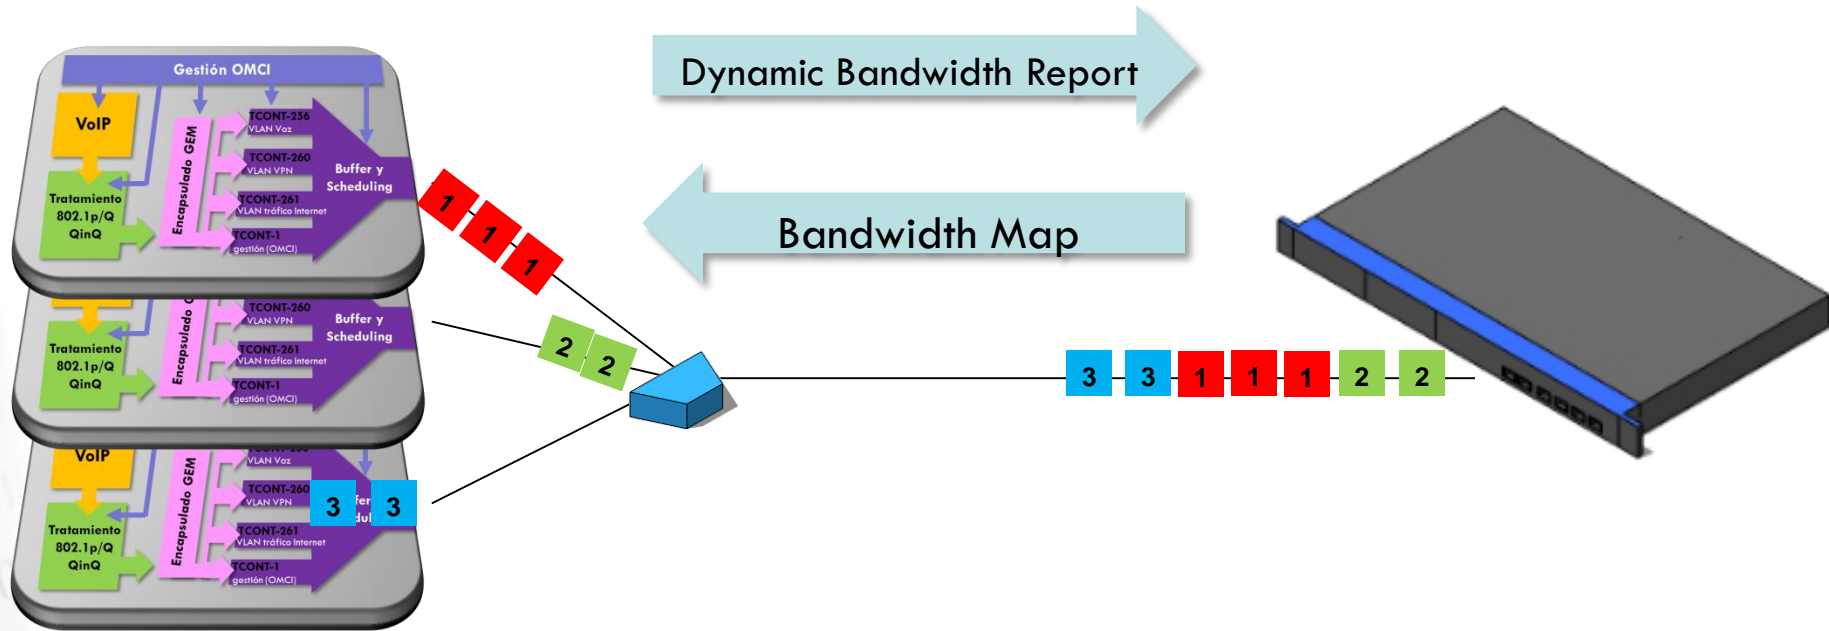 Gestión OMCI
VoIP
Tratamiento
802.1p/Q
QinQ
Encapsulado GEM
TCONT-256
VLAN Voz
TCONT-260
VLAN VPN
TCONT-261
VLAN tráfico Internet
TCONT-1
gestión (OMCI)
Buffer y
Scheduling
Tratamiento
802.1p/Q
QinQ
Encapsulado
TCONT-260
VLAN VPN
TCONT-261
VLAN tráfico Internet
TCONT-1
gestión (OMCI)
Buffer y
Scheduling
VoIP
Tratamiento
802.1p/Q
QinQ
Encapsulado GEM
VLAN Voz
TCONT-260
VLAN VPN
TCONT-261
VLAN tráfico Internet
TCONT-1
gestión (OMCI)
3 3
1 1 1
2 2
Dynamic Bandwidth Report
Bandwidth Map
3 3 1 1 1 2 2